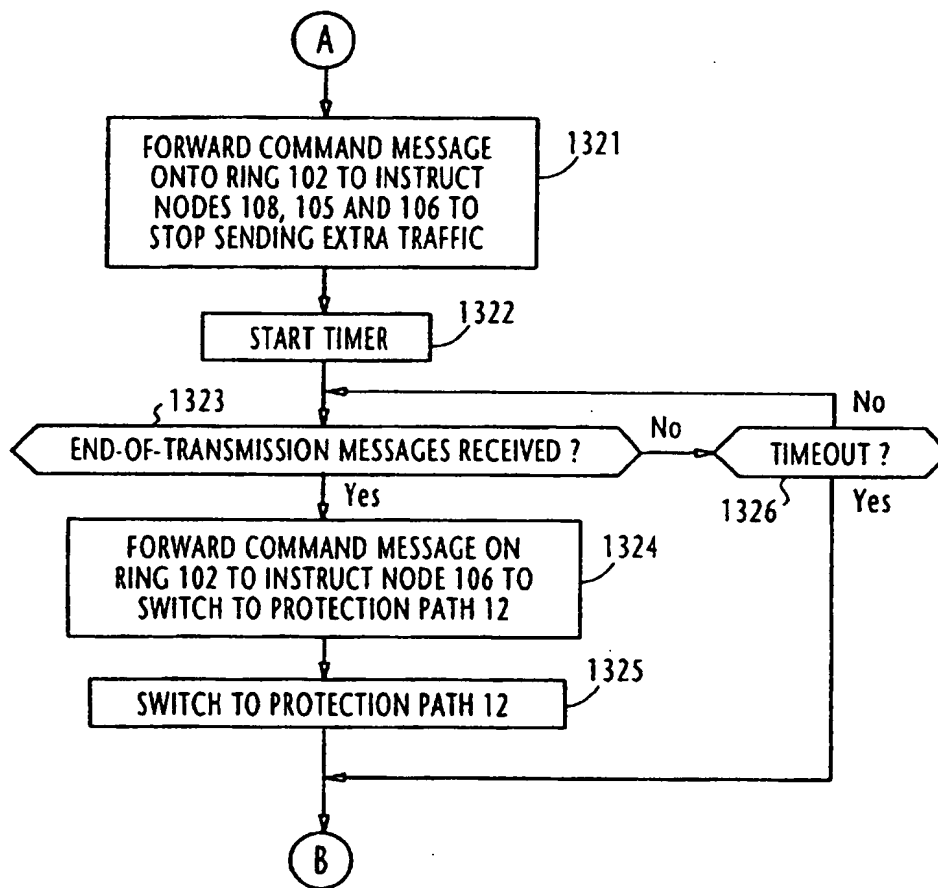 A
FORWARD COMMAND MESSAGE
ONTO RING 102 TO INSTRUCT
NODES 108, 105 AND 106 TO
STOP SENDING EXTRA TRAFFIC
1321
START TIMER
1322
1323
END-OF-TRANSMISSION MESSAGES RECEIVED ?
No
TIMEOUT ?
No
1326
Yes
Yes
FORWARD COMMAND MESSAGE ON
RING 102 TO INSTRUCT NODE 106 TO
SWITCH TO PROTECTION PATH 12
1324
SWITCH TO PROTECTION PATH 12
1325
B